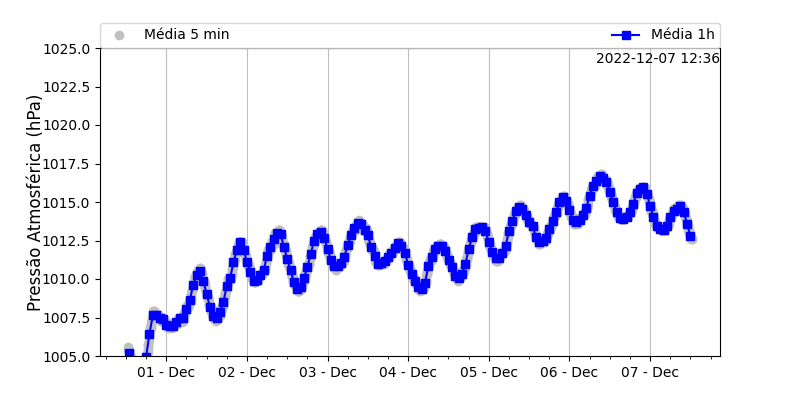 Média 5 min
Média 1h
2022-12-07 12:36
Pressão Atmosférica (hPa)
1025.0
1022.5
1020.0
1017.5
1015.0
1012.5
1010.0
1007.5
1005.0
01 - Dec
02 - Dec
03 - Dec
04 - Dec
05 - Dec
06 - Dec
07 - Dec